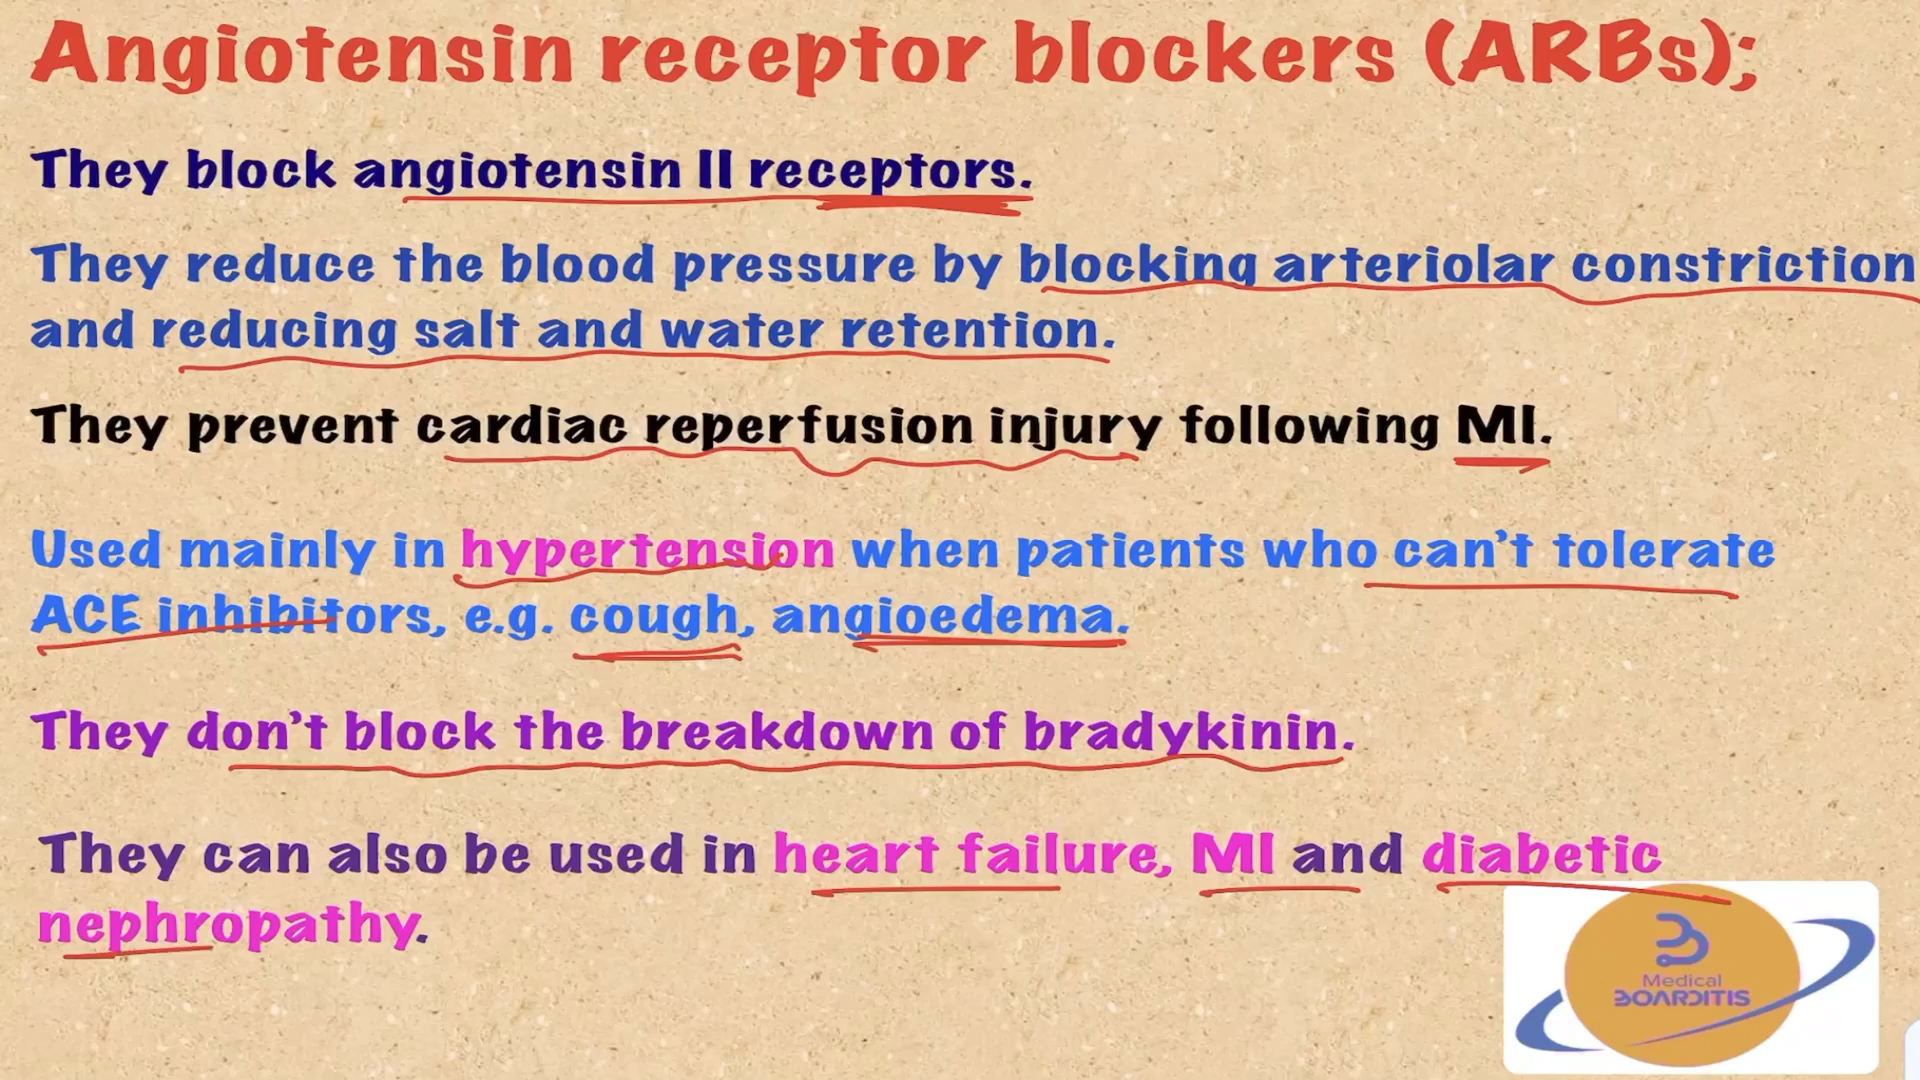 Angiotensin receptor blockers (ARBs);
They block angiotensin II receptors.
They reduce the blood pressure by blocking arteriolar constriction
and reducing salt and water retention.
They prevent cardiac reperfusion injury following MI.
Used mainly in hypertension when patients who can't tolerate
ACE inhibitors, e.g. cough, angioedema.
They don't block the breakdown of bradykinin.
They can also be used in heart failure, MI and diabetic
nephropathy.
Medical
BOARDITIS